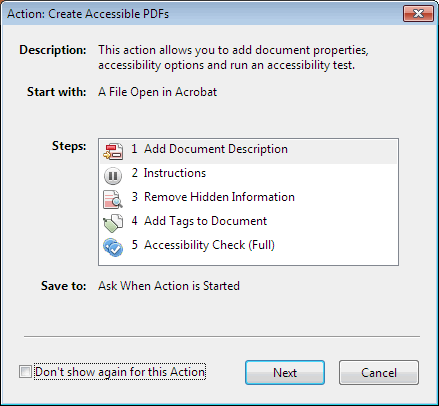 Action: Create Accessible PDFs
Description: This action allows you to add document properties,
accessibility options and run an accessibility test.
Start with: A File Open in Acrobat
Steps: 1 Add Document Description
2 Instructions
3 Remove Hidden Information
4 Add Tags to Document
5 Accessibility Check (Full)
Save to: Ask When Action is Started
Don't show again for this Action Next Cancel